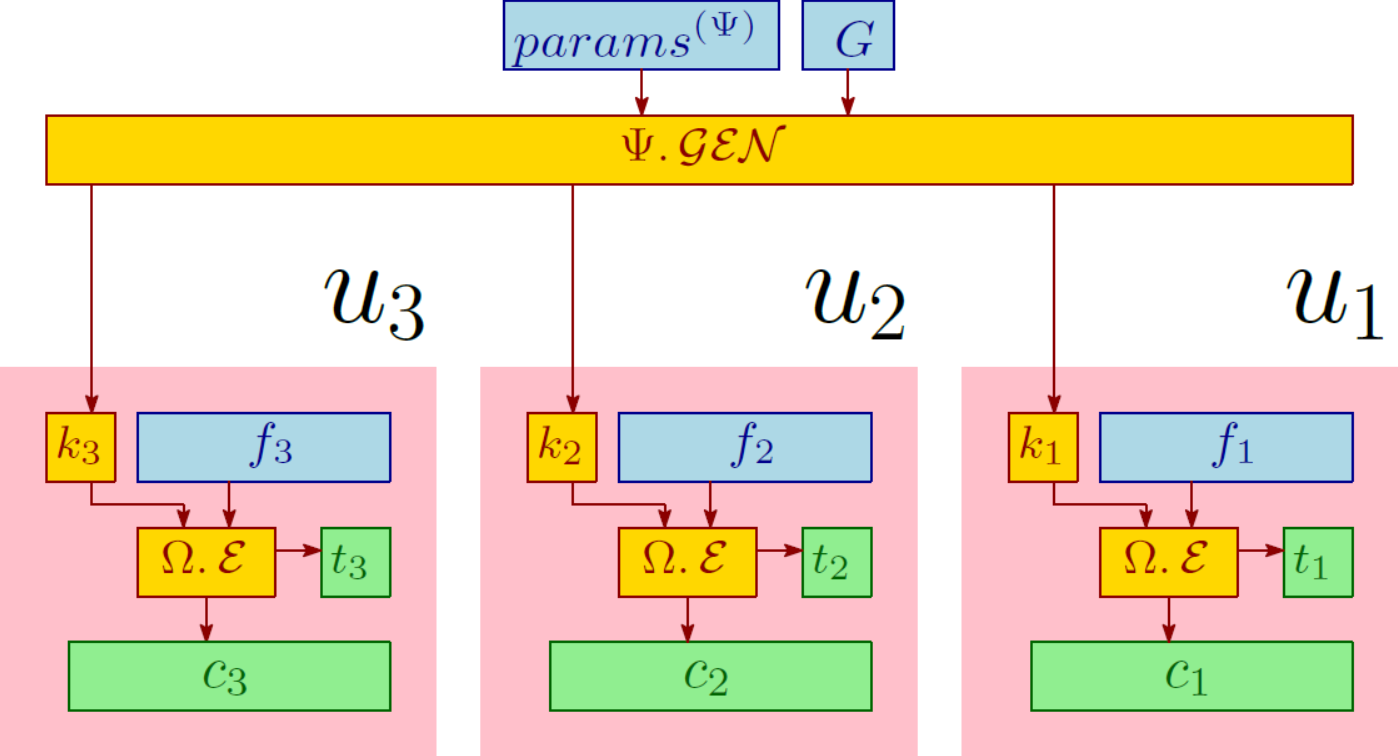 params^(Ψ) G
Ψ.𝒢ℰ𝒩
u₃ u₂ u₁
k₃ f₃ k₂ f₂ k₁ f₁
Ω.ℰ t₃ Ω.ℰ t₂ Ω.ℰ t₁
c₃ c₂ c₁